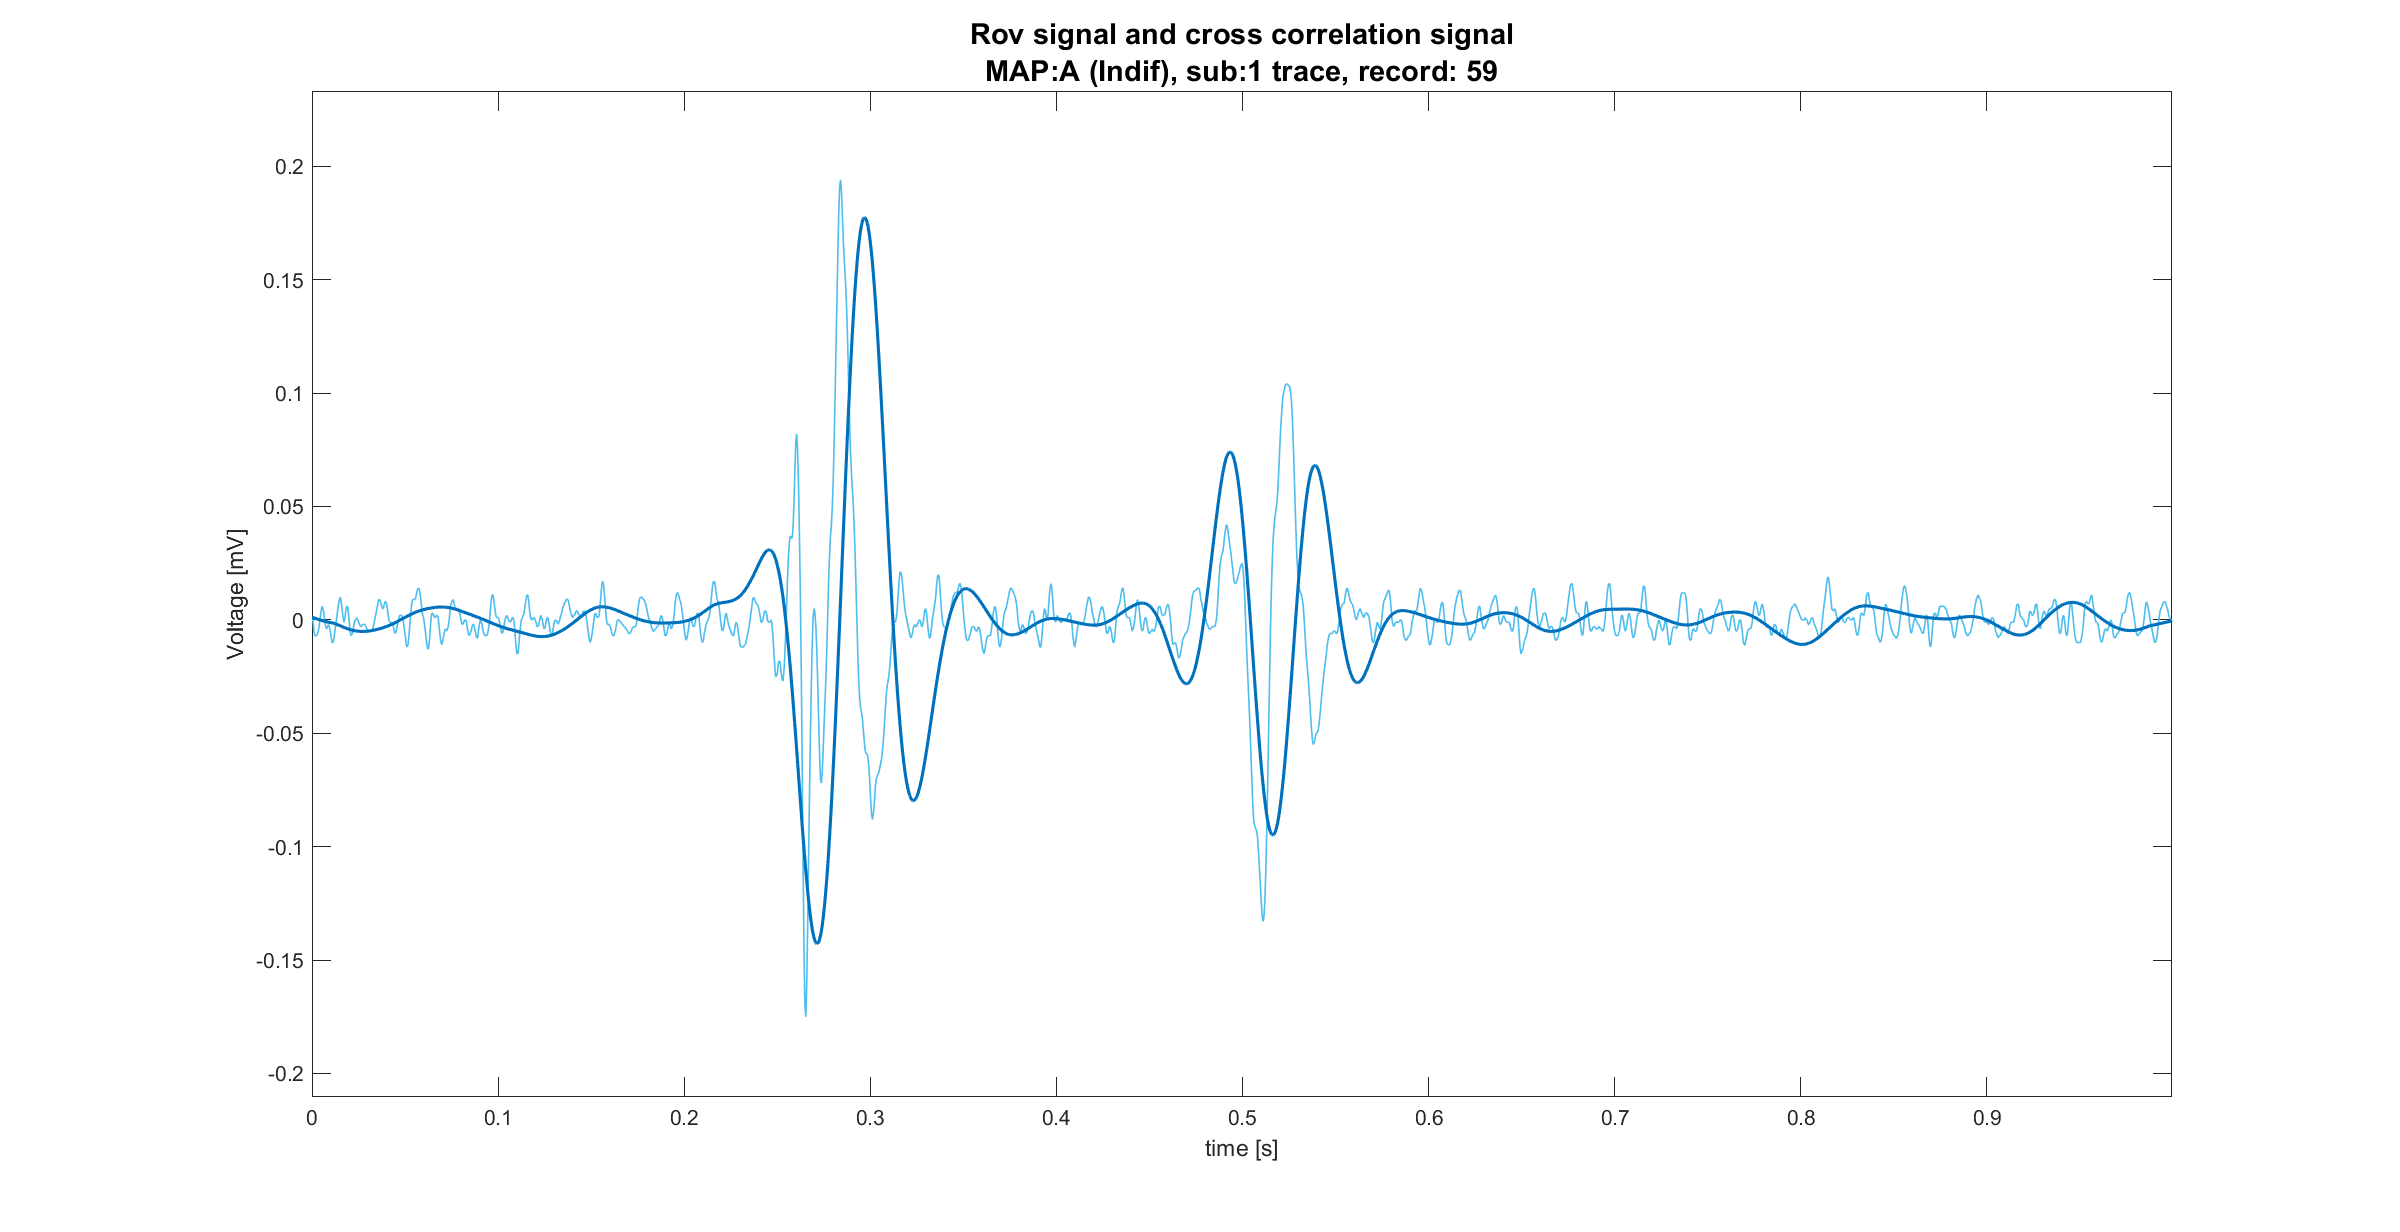 Rov signal and cross correlation signal
MAP:A (Indif), sub:1 trace, record: 59
0.2
0.15
0.1
0.05
0
-0.05
-0.1
-0.15
-0.2
Voltage [mV]
0 0.1 0.2 0.3 0.4 0.5 0.6 0.7 0.8 0.9
time [s]